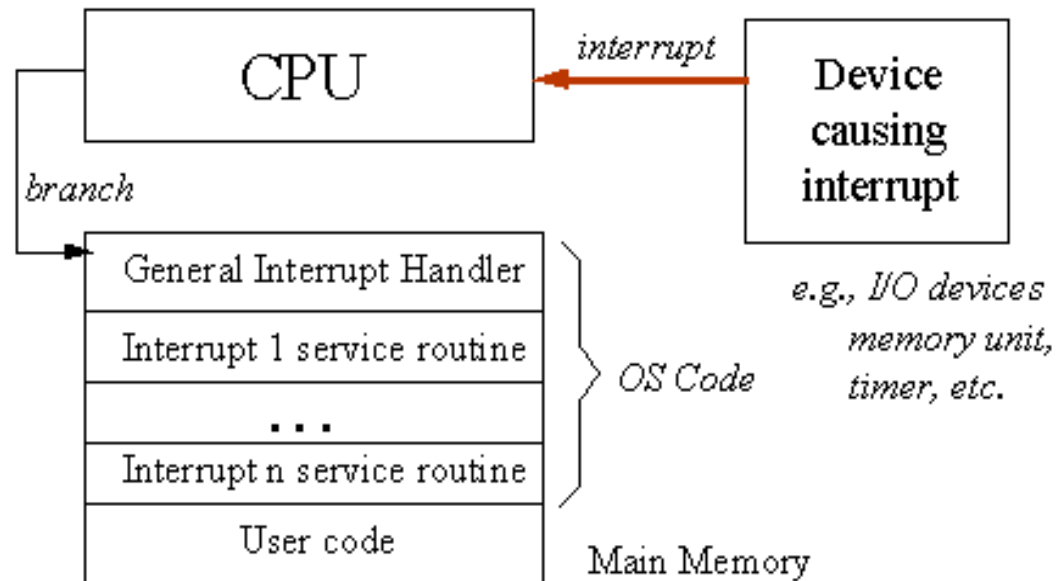 CPU
interrupt
Device
causing
interrupt
branch
General Interrupt Handler
Interrupt 1 service routine
...
Interrupt n service routine
User code
OS Code
e.g., I/O devices
memory unit,
timer, etc.
Main Memory